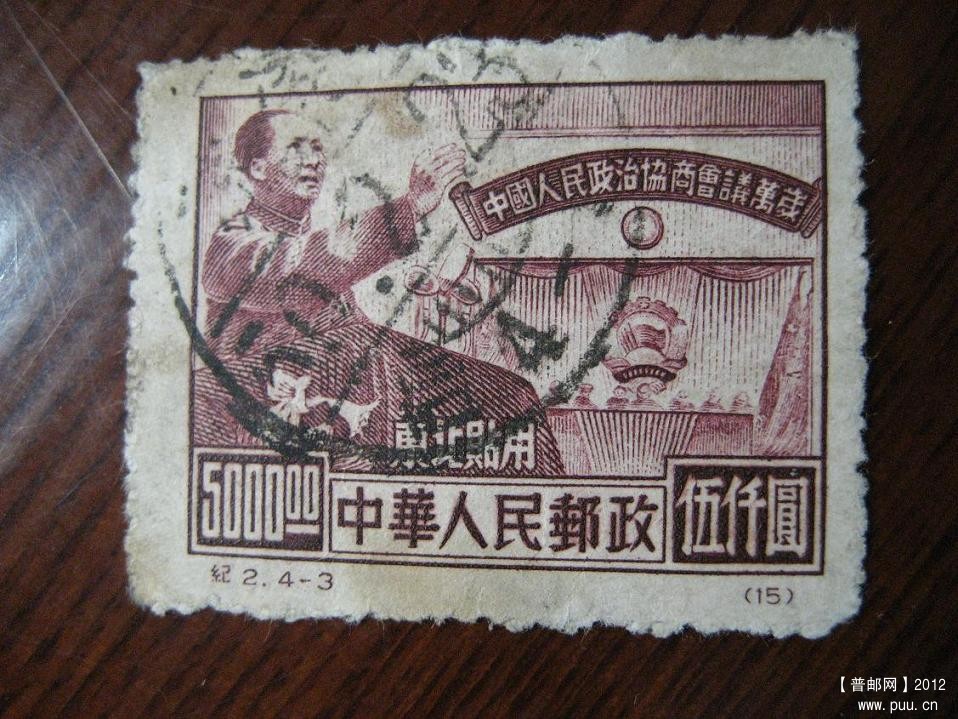 中國人民政治協商會議萬歲
東北貼用
5000.00
中華人民郵政
伍仟圓
紀 2. 4-3
(15)
【普邮网】2012
www.puu.cn